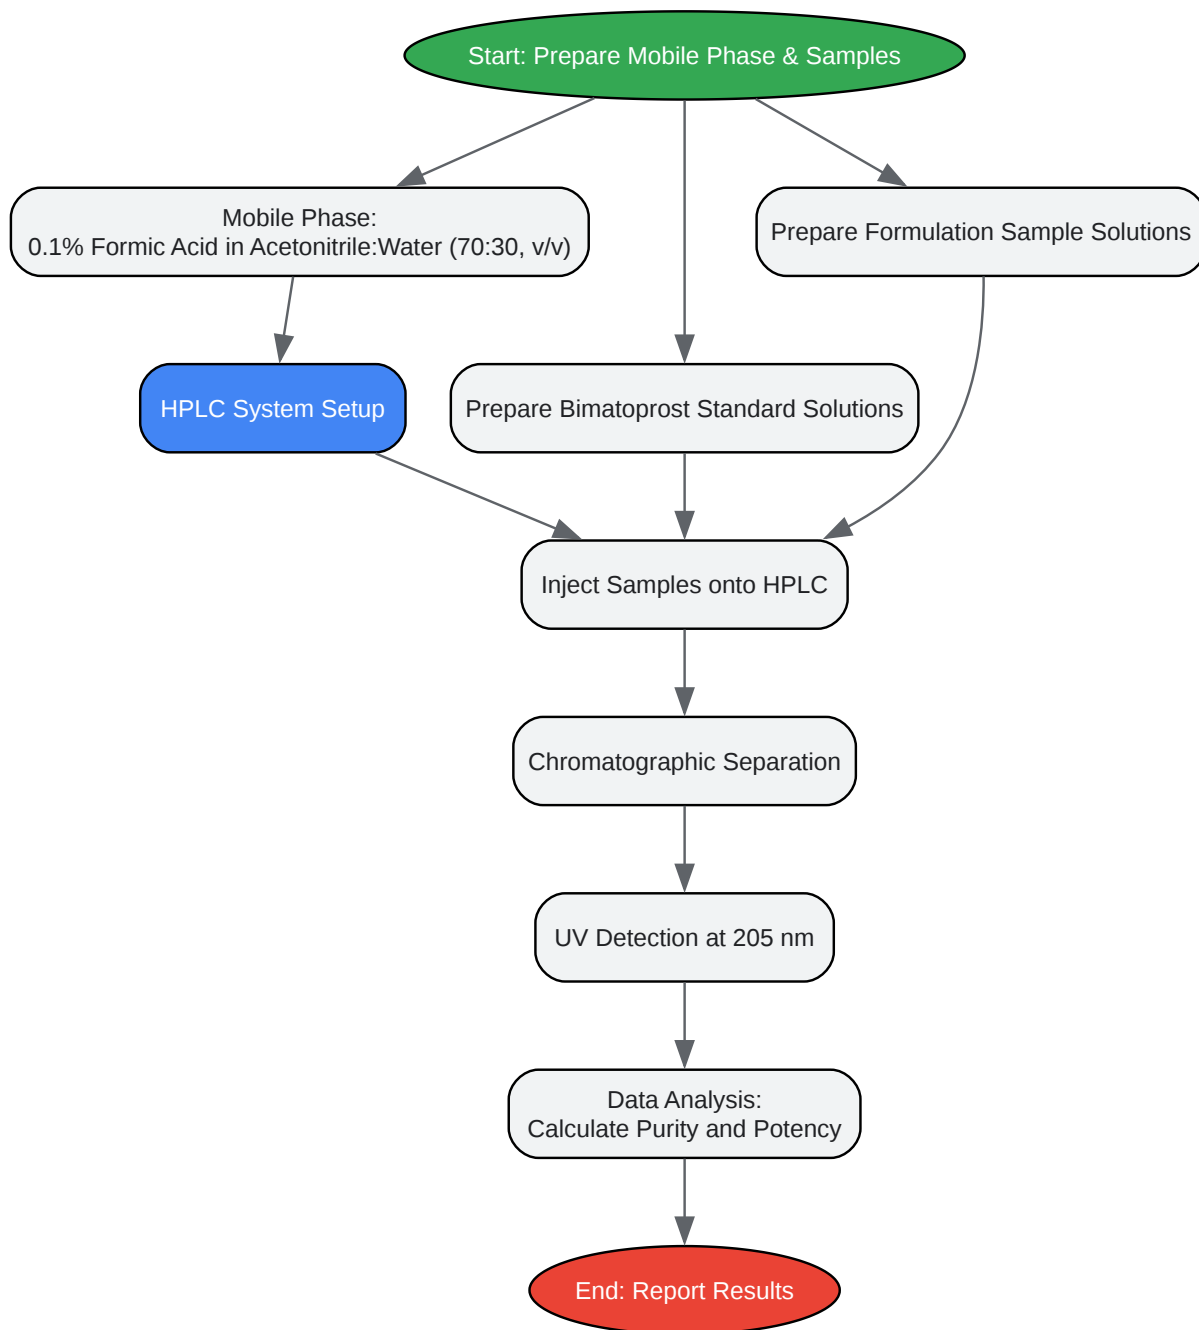 Start: Prepare Mobile Phase & Samples
Mobile Phase:
0.1% Formic Acid in Acetonitrile:Water (70:30, v/v)
Prepare Formulation Sample Solutions
HPLC System Setup
Prepare Bimatoprost Standard Solutions
Inject Samples onto HPLC
Chromatographic Separation
UV Detection at 205 nm
Data Analysis:
Calculate Purity and Potency
End: Report Results